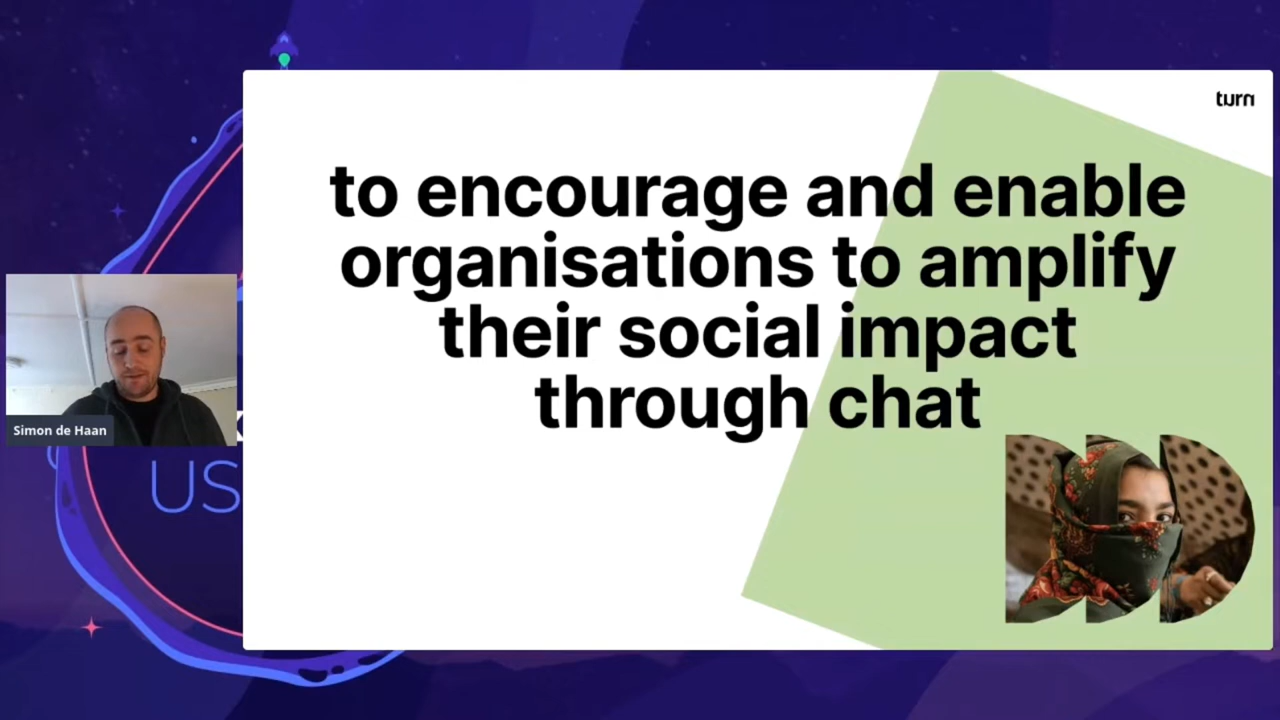 turn
to encourage and enable
organisations to amplify
their social impact
through chat
Simon de Haan
US